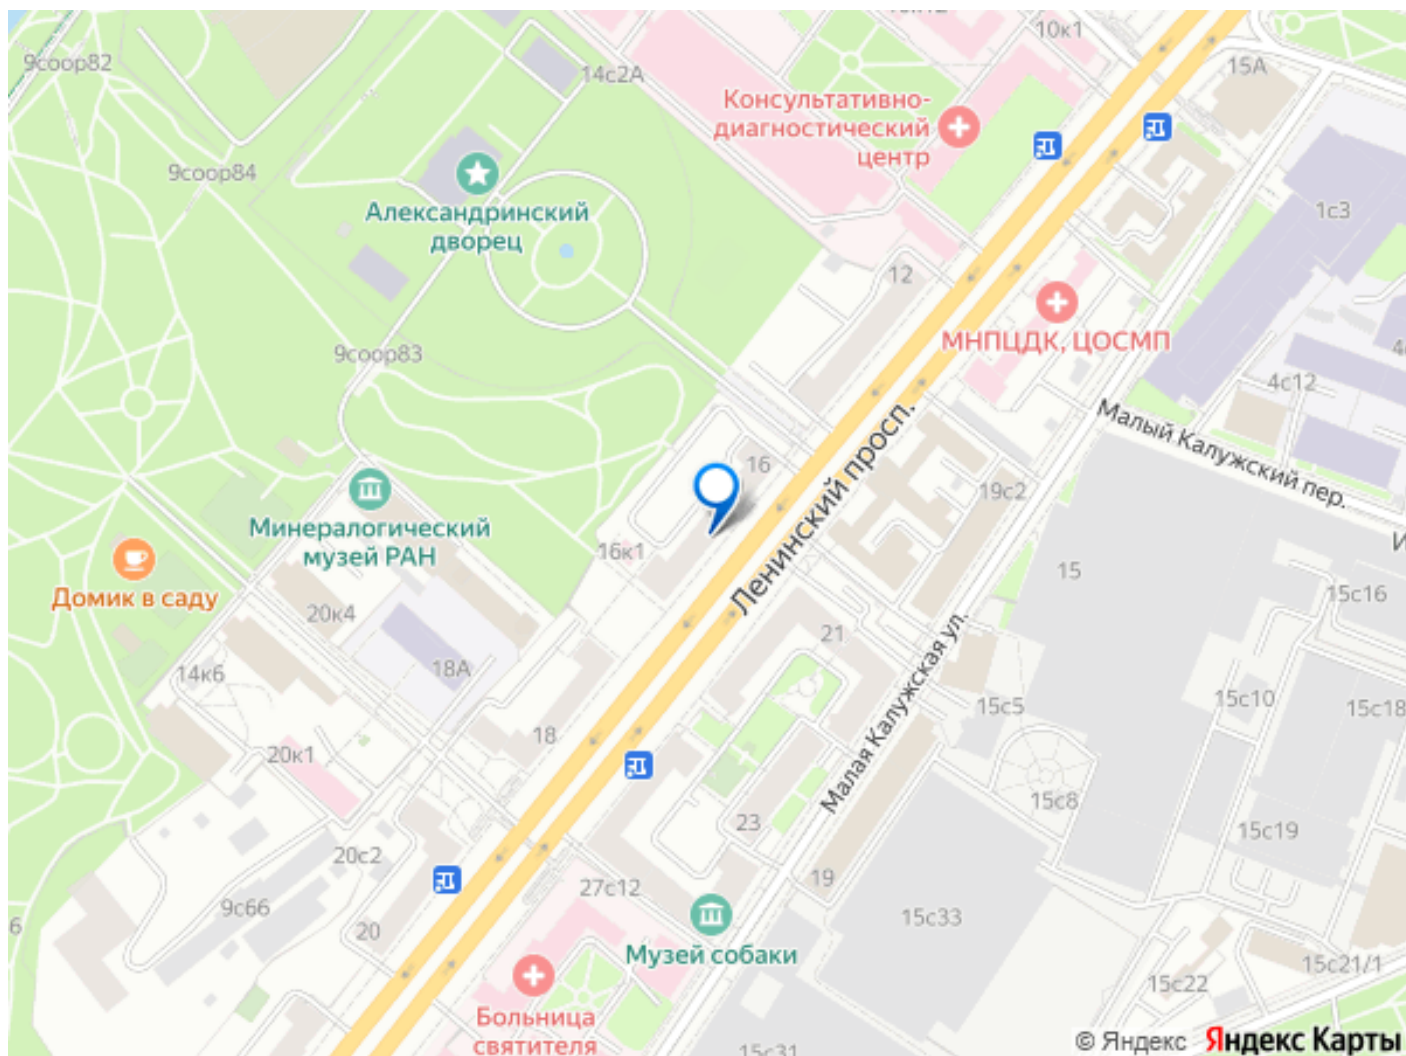 10к1
9соор82
14с2А
15А
Консультативно-
диагностический
центр
9соор84
Александринский
дворец
1с3
12
МНПЦДК, ЦОСМП
9соор83
4с12
Малый Калужский пер.
Ленинский просп.
16
19с2
Минералогический
музей РАН
16к1
15
Домик в саду
15с16
20к4
21
18А
14к6
Малая Калужская ул.
15с10
15с5
15с18
18
20к1
15с8
23
15с19
20с2
19
27с12
9с66
15с33
20
Музей собаки
15с21/1
15с22
Больница
святителя
15с31
© Яндекс Яндекс Карты